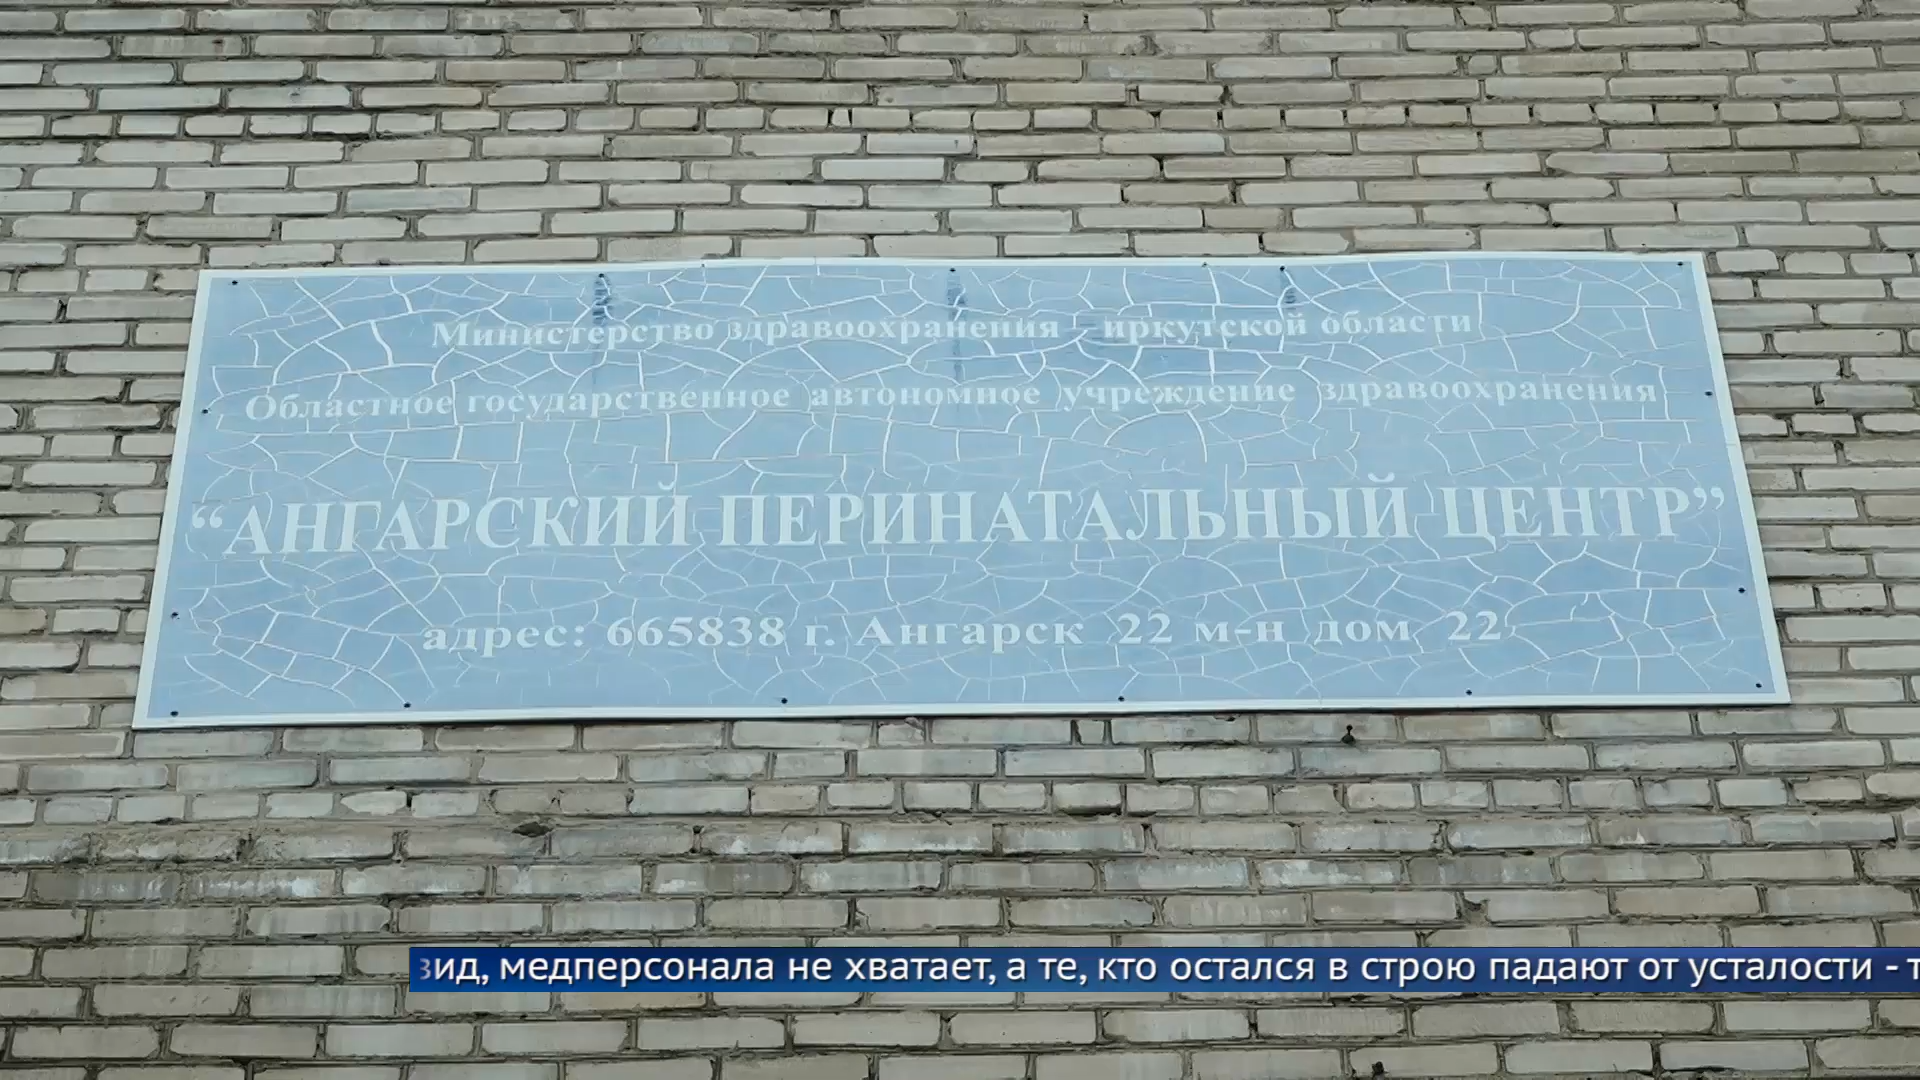 Министерство здравоохранения иркутской области
Областное государственное автономное учреждение здравоохранения
“АНГАРСКИЙ ПЕРИНАТАЛЬНЫЙ ЦЕНТР”
адрес: 665838 г. Ангарск 22 м-н дом 22
медперсонала не хватает, а те, кто остался в строю падают от усталости -